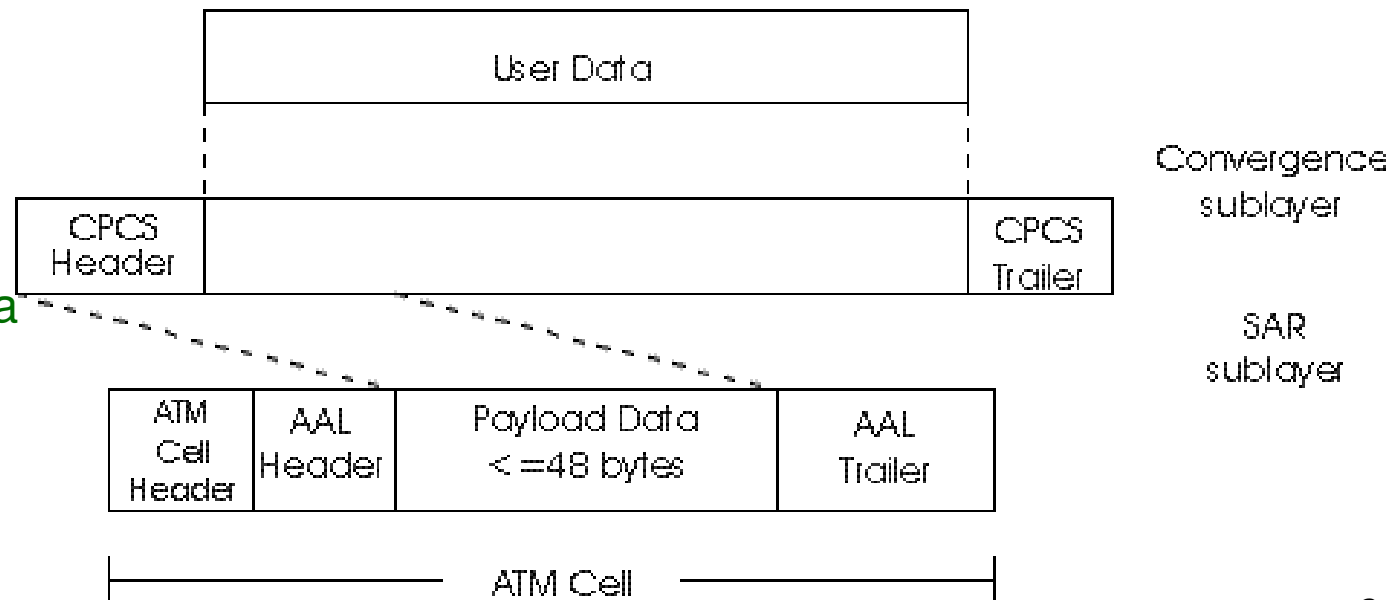 User Data
Convergence
sublayer
CPCS
Header
CPCS
Trailer
a
SAR
sublayer
ATM
Cell
Header
AAL
Header
Payload Data
<=48 bytes
AAL
Trailer
ATM Cell